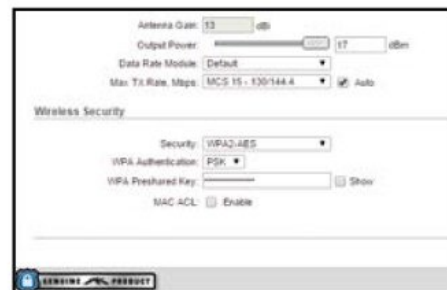 Antenna Gain: 13 dBi
Output Power: 17 dBm
Data Rate Module: Default
Max TX Rate, Mbps: MCS 15 - 130/144.4 Auto
Wireless Security
Security: WPA2-AES
WPA Authentication: PSK
WPA Preshared Key: Show
MAC ACL: Enable
GENUINE PRODUCT